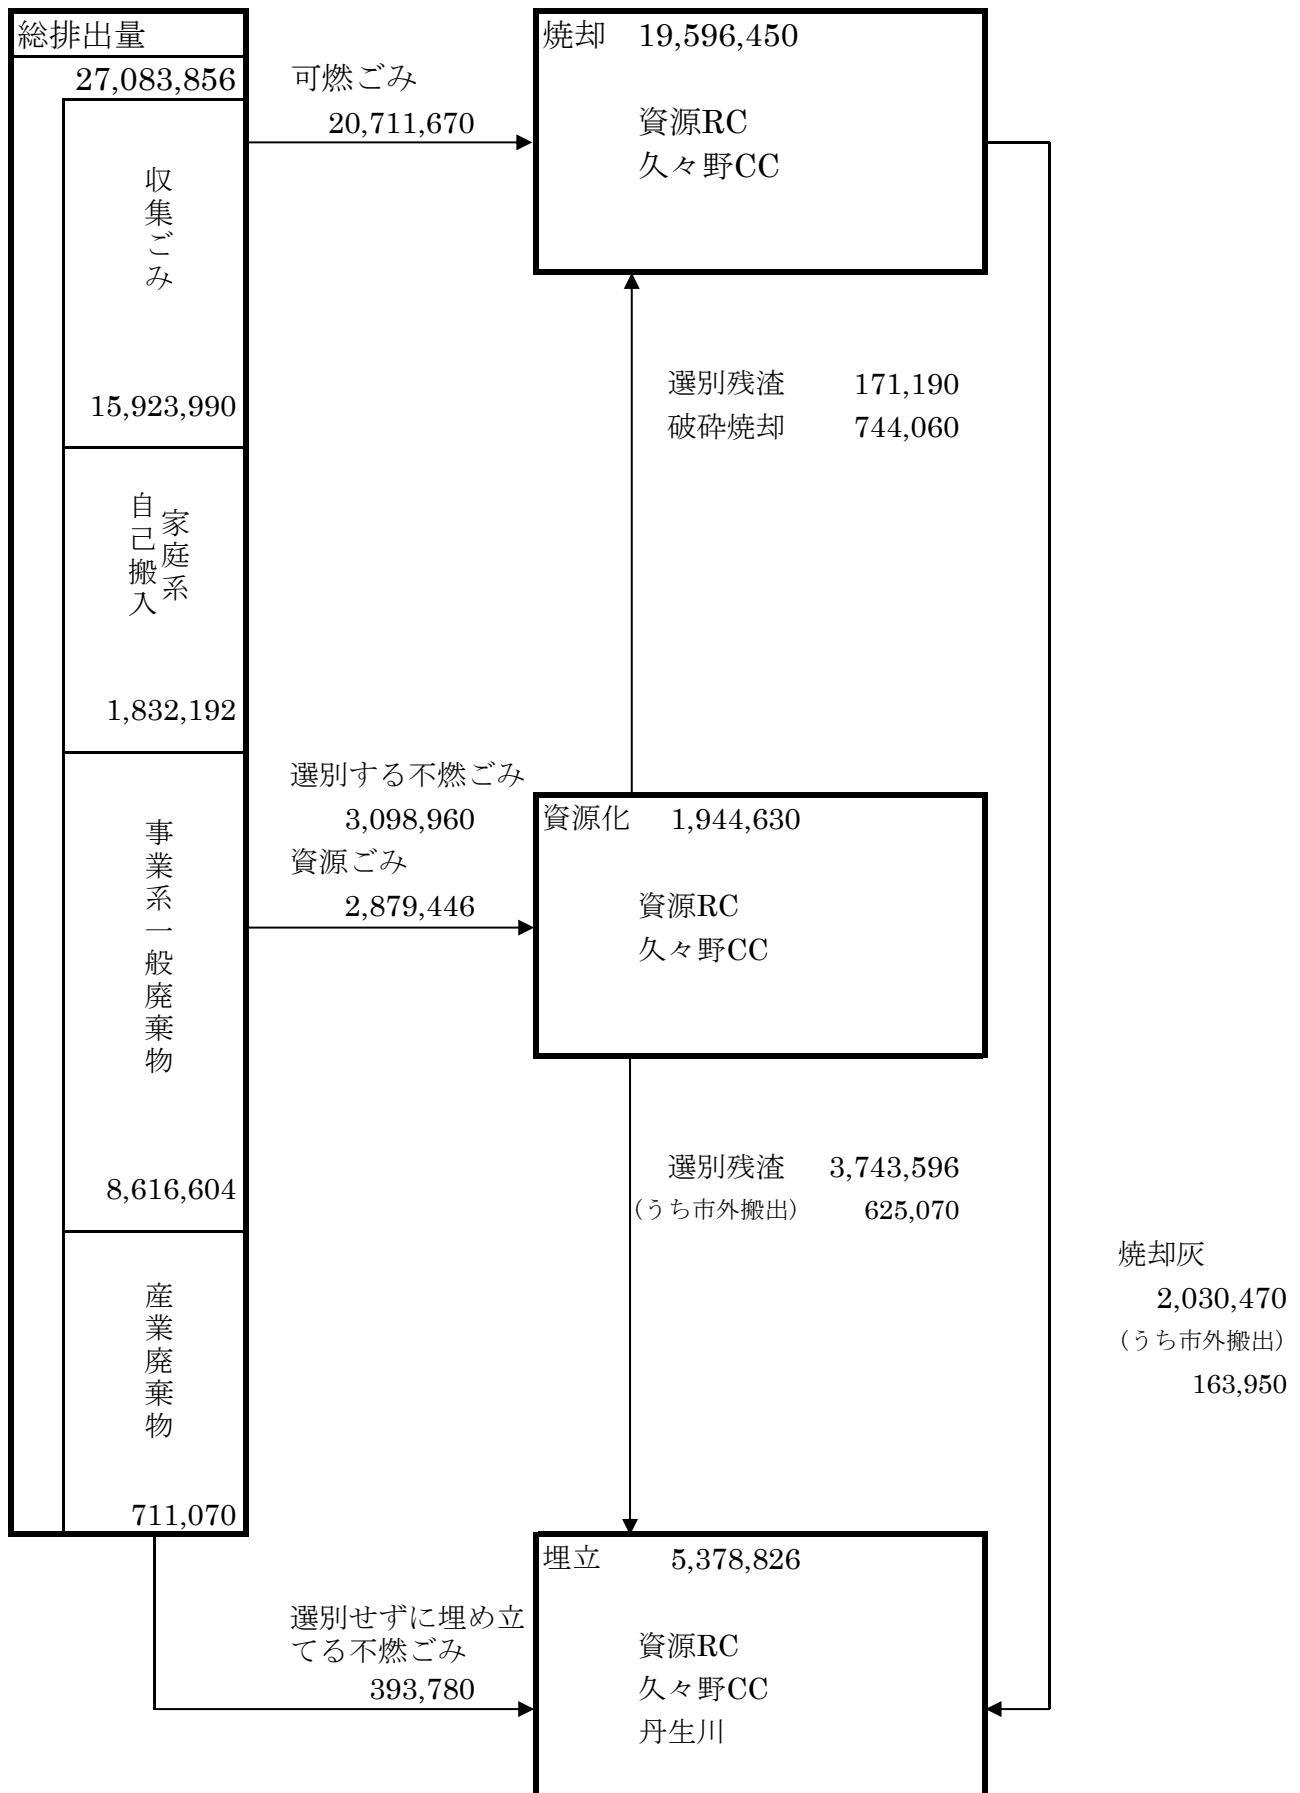 総排出量
27,083,856
収集ごみ
15,923,990
家庭系
自己搬入
1,832,192
事業系一般廃棄物
8,616,604
産業廃棄物
711,070
可燃ごみ
20,711,670
焼却 19,596,450
資源RC
久々野CC
選別残渣 171,190
破砕焼却 744,060
選別する不燃ごみ
3,098,960
資源ごみ
2,879,446
資源化 1,944,630
資源RC
久々野CC
選別残渣 3,743,596
(うち市外搬出) 625,070
焼却灰
2,030,470
(うち市外搬出)
163,950
選別せずに埋め立
てる不燃ごみ
393,780
埋立 5,378,826
資源RC
久々野CC
丹生川